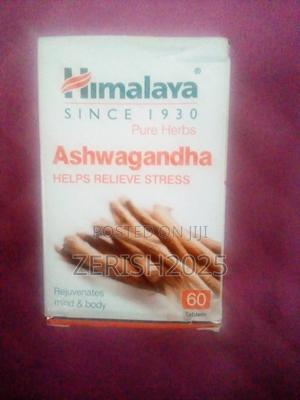 Himalaya®
SINCE 1930
Pure Herbs
Ashwagandha
HELPS RELIEVE STRESS
POSTED ON JIJI
ZERISH2025
Rejuvenates
mind & body
60
Tablets